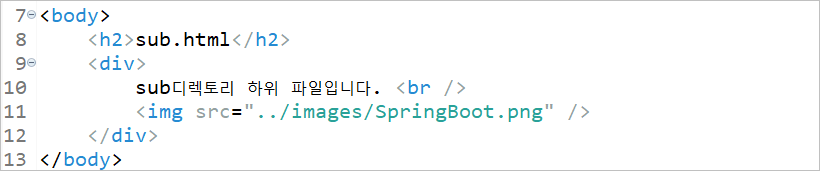 7 <body>
8     <h2>sub.html</h2>
9     <div>
10         sub디렉토리 하위 파일입니다. <br />
11         <img src="../images/SpringBoot.png" />
12     </div>
13 </body>